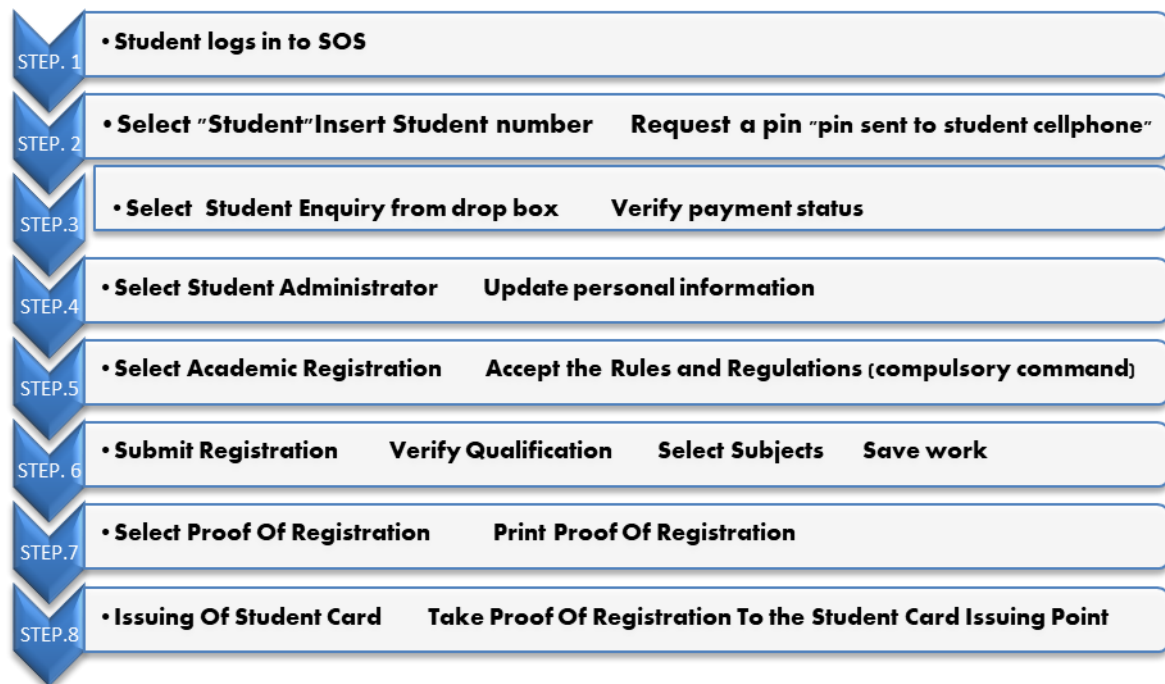 STEP. 1
• Student logs in to SOS
STEP. 2
• Select "Student"Insert Student number Request a pin "pin sent to student cellphone"
STEP.3
• Select Student Enquiry from drop box Verify payment status
STEP.4
• Select Student Administrator Update personal information
STEP.5
• Select Academic Registration Accept the Rules and Regulations (compulsory command)
STEP. 6
• Submit Registration Verify Qualification Select Subjects Save work
STEP.7
• Select Proof Of Registration Print Proof Of Registration
STEP.8
• Issuing Of Student Card Take Proof Of Registration To the Student Card Issuing Point